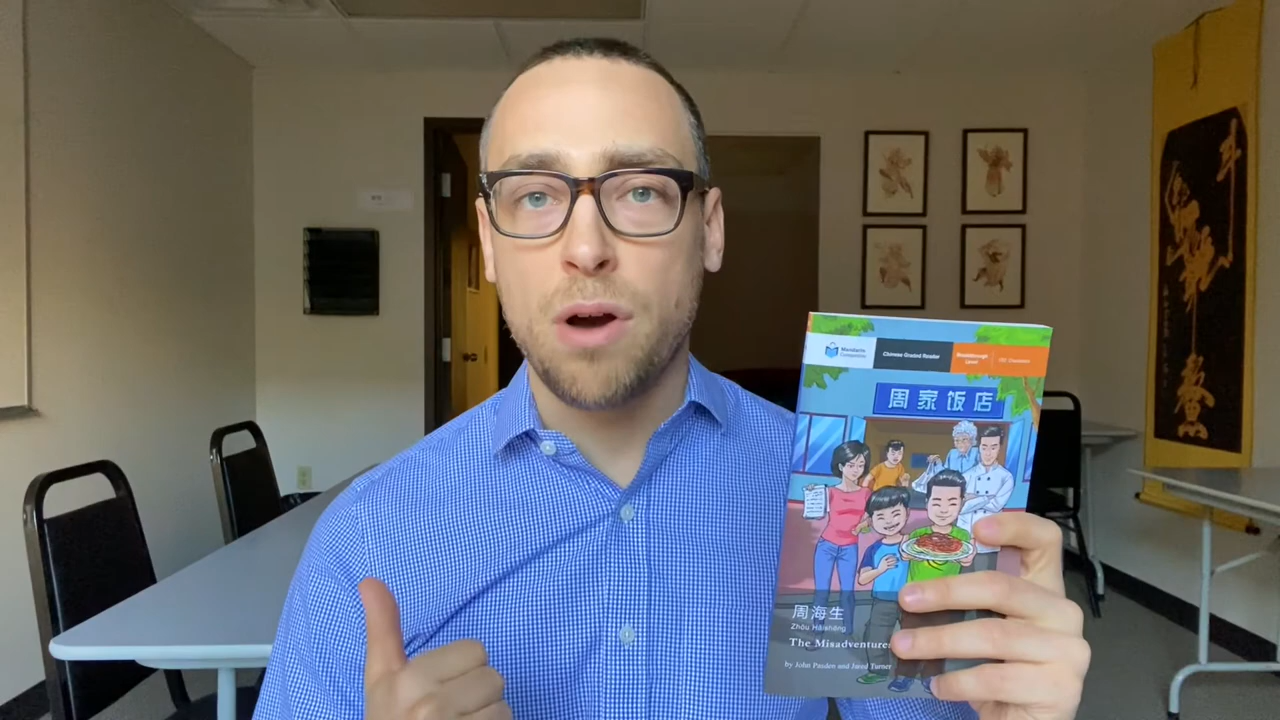 Mandarin
Companion
Chinese Graded Reader
Breakthrough
Level
周家饭店
周海生
Zhōu Hǎishēng
The Misadventures
by John Pasden and Jared Turner